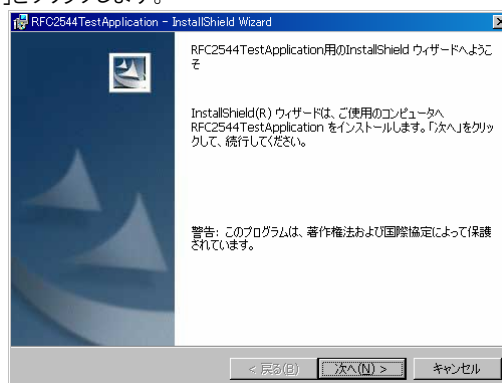 」をクリックします。
RFC2544TestApplication - InstallShield Wizard
RFC2544TestApplication用のInstallShield ウィザードへようこ
そ
InstallShield(R) ウィザードは、ご使用のコンピュータへ
RFC2544TestApplication をインストールします。「次へ」をクリッ
クして、続行してください。
警告: このプログラムは、著作権法および国際協定によって保護
されています。
< 戻る(B)
次へ(N) >
キャンセル